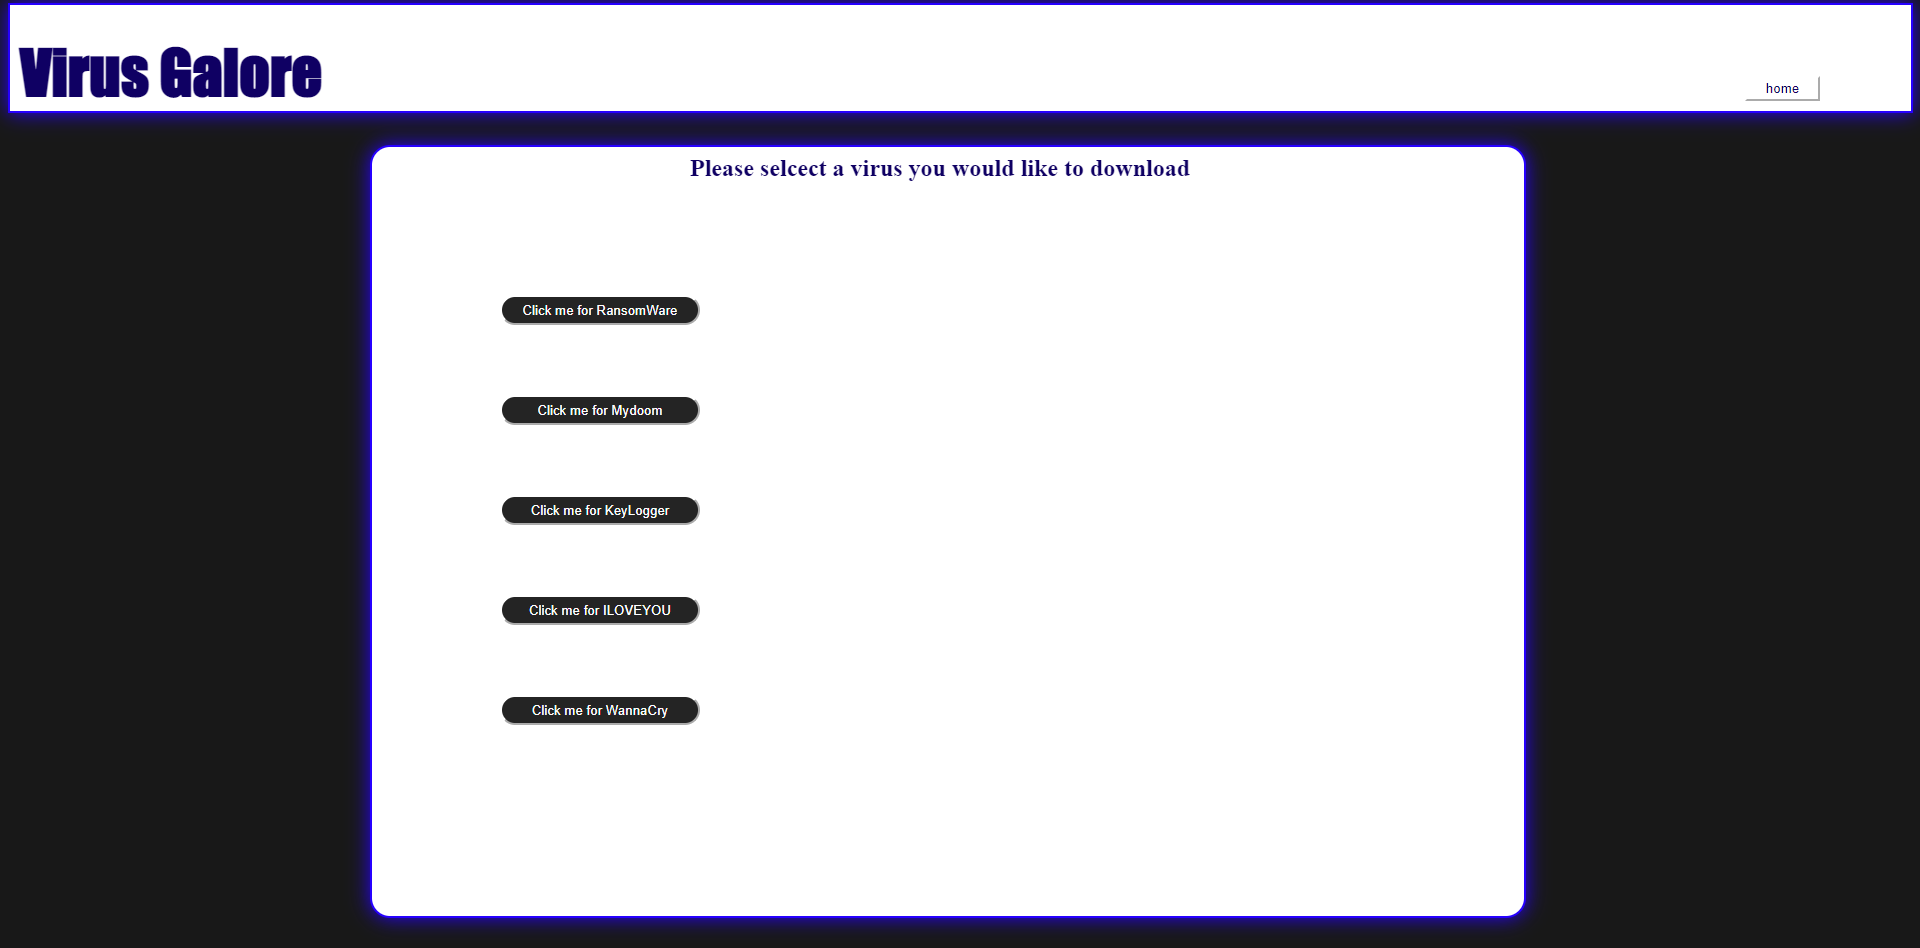 Virus Galore
home
Please selcect a virus you would like to download
Click me for RansomWare
Click me for Mydoom
Click me for KeyLogger
Click me for ILOVEYOU
Click me for WannaCry